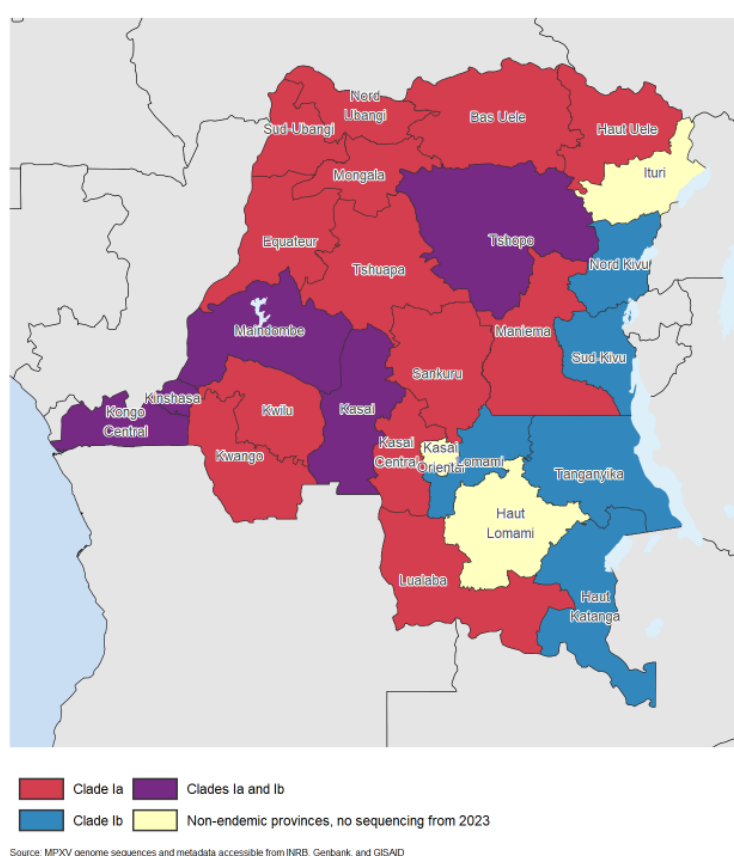 Nord
Ubangi
Sud-Ubangi
Bas Uele
Haut Uele
Mongala
Ituri
Equateur
Tshopo
Tshuapa
Nord Kivu
Maindombe
Maniema
Sud-Kivu
Sankuru
Kinshasa
Kongo
Central
Kwilu
Kasai
Kasai
Central
Kasai
Oriental
Lomami
Kwango
Tanganyika
Haut
Lomami
Lualaba
Haut
Katanga
Clade Ia
Clades Ia and Ib
Clade Ib
Non-endemic provinces, no sequencing from 2023
Source: MPXV genome sequences and metadata accessible from INRB, Genbank, and GISAID